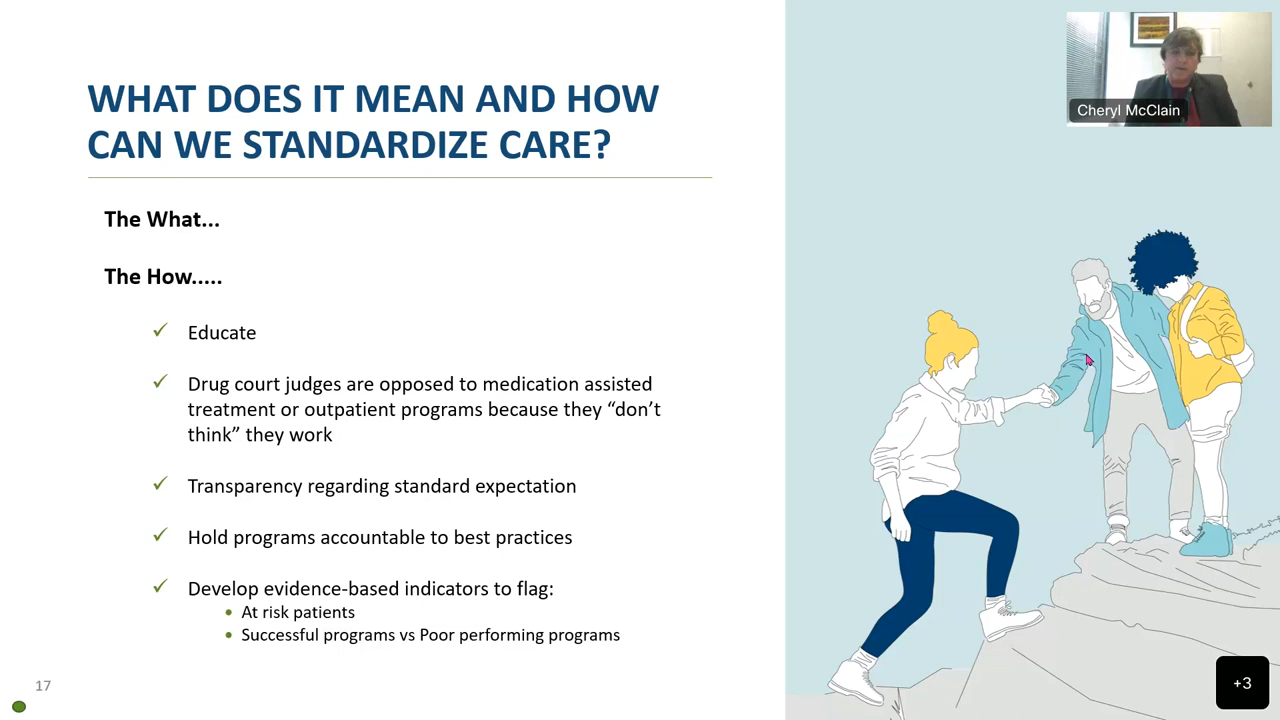 WHAT DOES IT MEAN AND HOW
CAN WE STANDARDIZE CARE?
The What...
The How.....
Educate
Drug court judges are opposed to medication assisted
treatment or outpatient programs because they “don’t
think” they work
Transparency regarding standard expectation
Hold programs accountable to best practices
Develop evidence-based indicators to flag:
At risk patients
Successful programs vs Poor performing programs
17
Cheryl McClain
+3